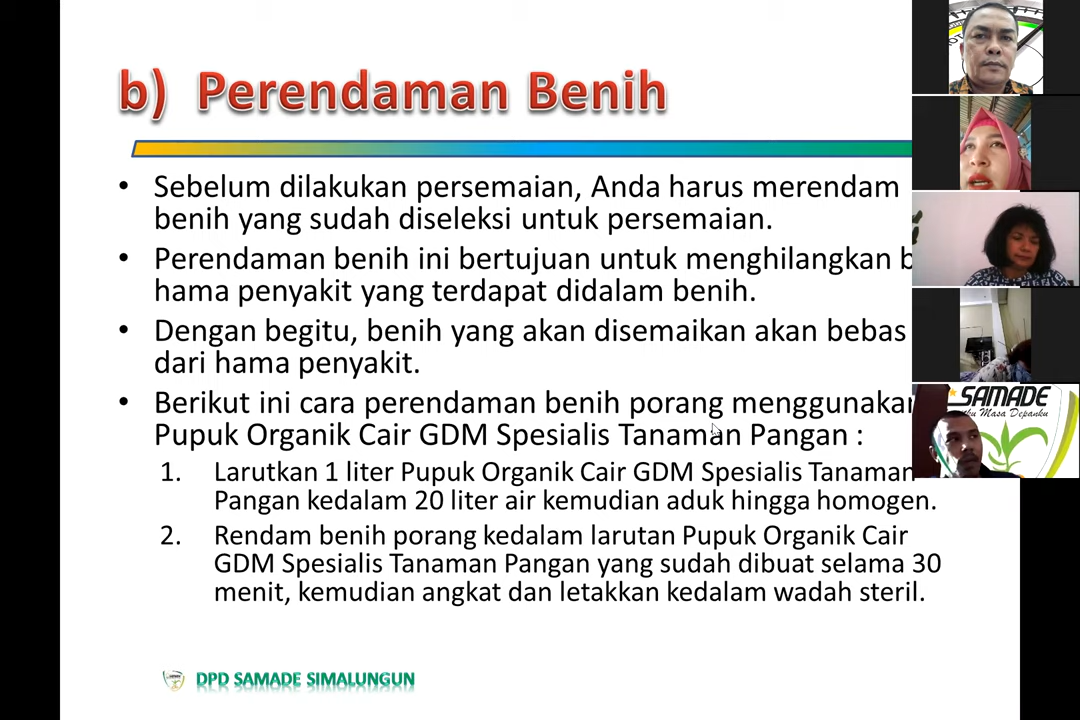 b) Perendaman Benih
• Sebelum dilakukan persemaian, Anda harus merendam
benih yang sudah diseleksi untuk persemaian.
• Perendaman benih ini bertujuan untuk menghilangkan
hama penyakit yang terdapat didalam benih.
• Dengan begitu, benih yang akan disemaikan akan bebas
dari hama penyakit.
• Berikut ini cara perendaman benih porang menggunakan
Pupuk Organik Cair GDM Spesialis Tanaman Pangan :
1. Larutkan 1 liter Pupuk Organik Cair GDM Spesialis Tanaman
Pangan kedalam 20 liter air kemudian aduk hingga homogen.
2. Rendam benih porang kedalam larutan Pupuk Organik Cair
GDM Spesialis Tanaman Pangan yang sudah dibuat selama 30
menit, kemudian angkat dan letakkan kedalam wadah steril.
DPD SAMADE SIMALUNGUN
SAMADE
Masa Depanku